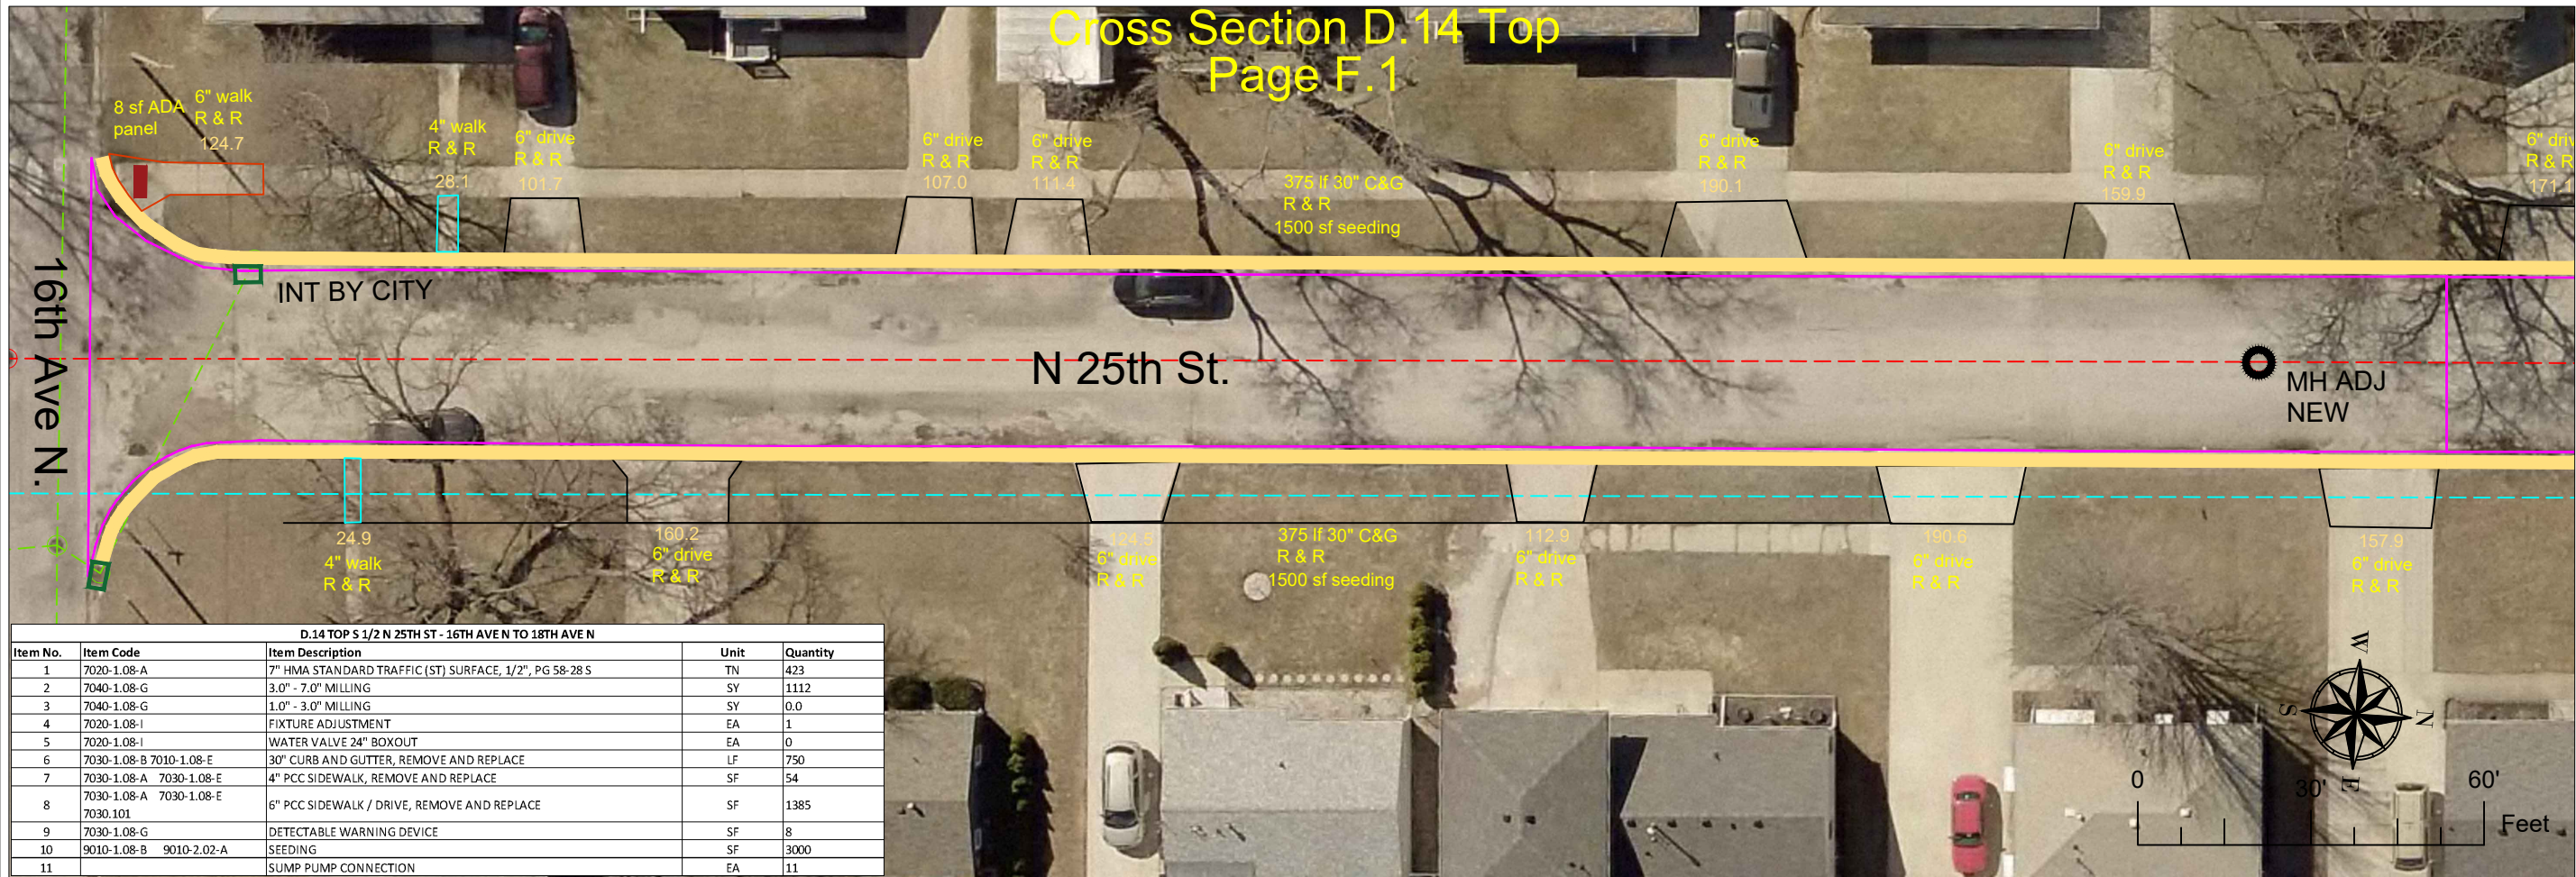 Cross Section D.14 Top
Page F.1
8 sf ADA
panel
6" walk
R & R
124.7
4" walk
R & R
28.1
6" drive
R & R
101.7
6" drive
R & R
107.0
6" drive
R & R
111.4
375 lf 30" C&G
R & R
1500 sf seeding
6" drive
R & R
190.1
6" drive
R & R
159.9
R & R
16th Ave N.
INT BY CITY
N 25th St.
MH ADJ
NEW
24.9
4" walk
R & R
160.2
6" drive
R & R
124.5
6" drive
R & R
375 lf 30" C&G
R & R
1500 sf seeding
112.9
6" drive
R & R
190.6
6" drive
R & R
157.9
6" drive
R & R
D.14 TOP S 1/2 N 25TH ST - 16TH AVE N TO 18TH AVE N
Item No. Item Code Item Description Unit Quantity
1 7020-1.08-A 7" HMA STANDARD TRAFFIC (ST) SURFACE, 1/2", PG 58-28 S TN 423
2 7040-1.08-G 3.0" - 7.0" MILLING SY 1112
3 7040-1.08-G 1.0" - 3.0" MILLING SY 0.0
4 7020-1.08-I FIXTURE ADJUSTMENT EA 1
5 7020-1.08-I WATER VALVE 24" BOXOUT EA 0
6 7030-1.08-B 7010-1.08-E 30" CURB AND GUTTER, REMOVE AND REPLACE LF 750
7 7030-1.08-A 7030-1.08-E 4" PCC SIDEWALK, REMOVE AND REPLACE SF 54
8 7030-1.08-A 7030-1.08-E 7030.101 6" PCC SIDEWALK / DRIVE, REMOVE AND REPLACE SF 1385
9 7030-1.08-G DETECTABLE WARNING DEVICE SF 8
10 9010-1.08-B 9010-2.02-A SEEDING SF 3000
11 SUMP PUMP CONNECTION EA 11
W
S
N
E
0
30'
60'
Feet